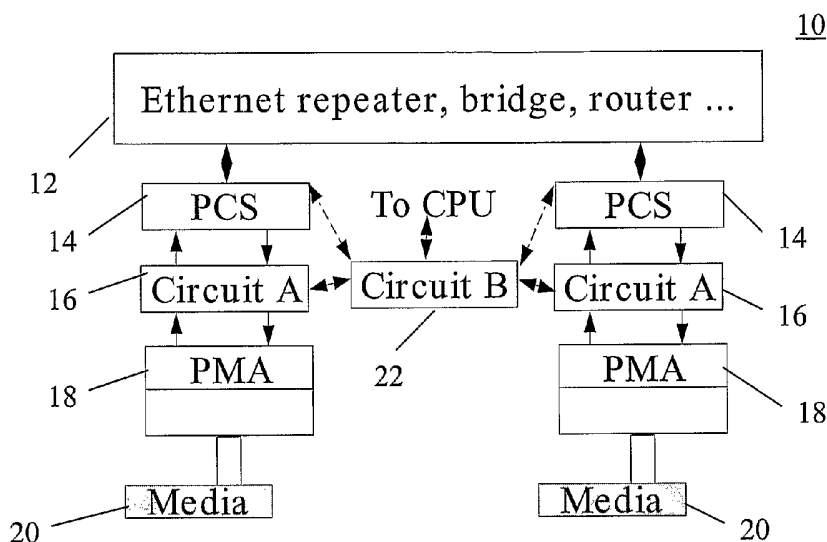 10
Ethernet repeater, bridge, router ...
12
PCS
To CPU
PCS
14
14
16
Circuit A
Circuit B
Circuit A
16
18
PMA
22
PMA
18
Media
Media
20
20